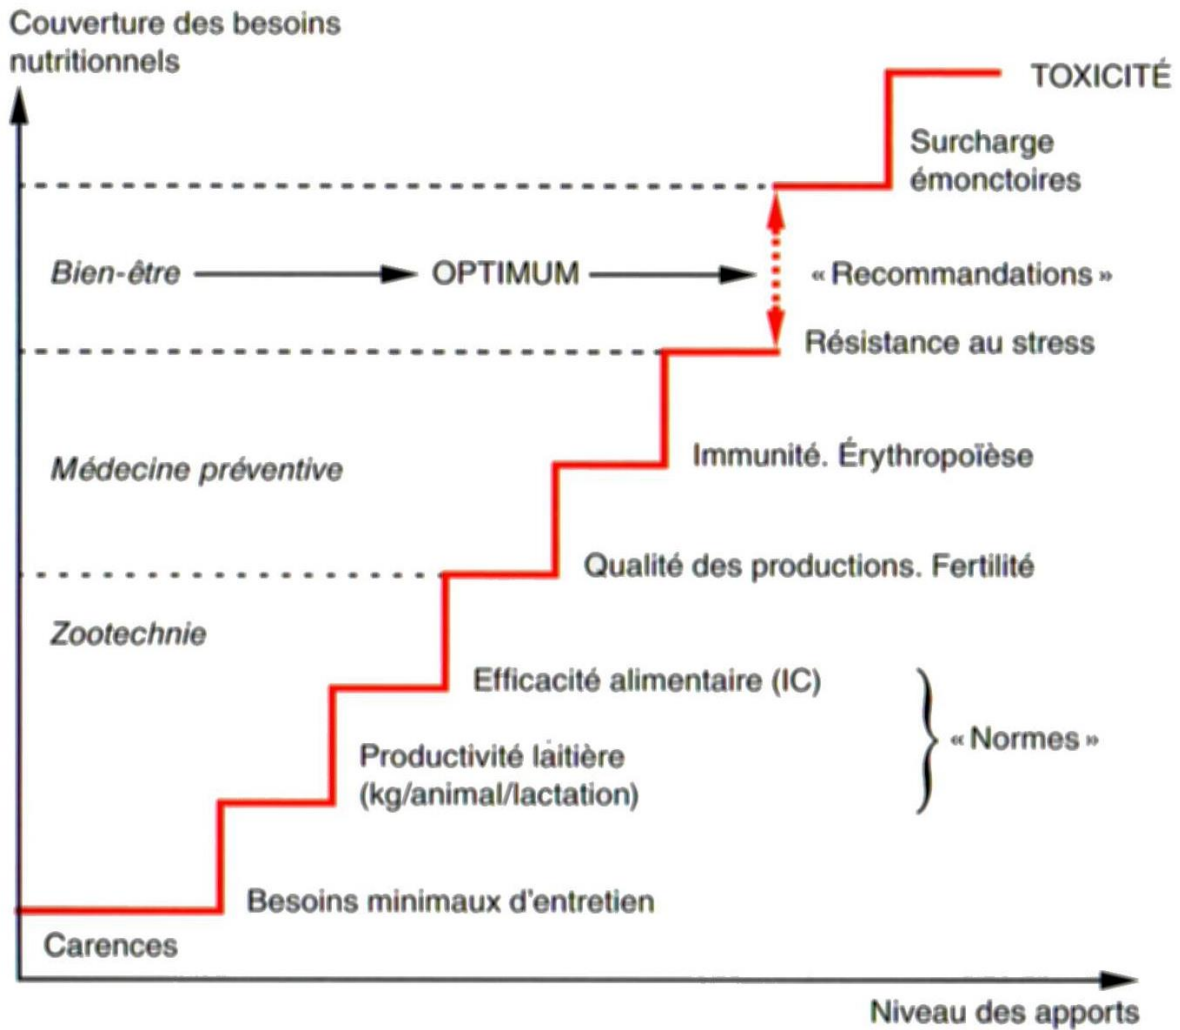 Couverture des besoins
nutritionnels
TOXICITÉ
Surcharge
émonctoires
Bien-être
OPTIMUM
« Recommandations »
Résistance au stress
Médecine préventive
Immunité. Érythropoïèse
Qualité des productions. Fertilité
Zootechnie
Efficacité alimentaire (IC)
« Normes »
Productivité laitière
(kg/animal/lactation)
Besoins minimaux d'entretien
Carences
Niveau des apports